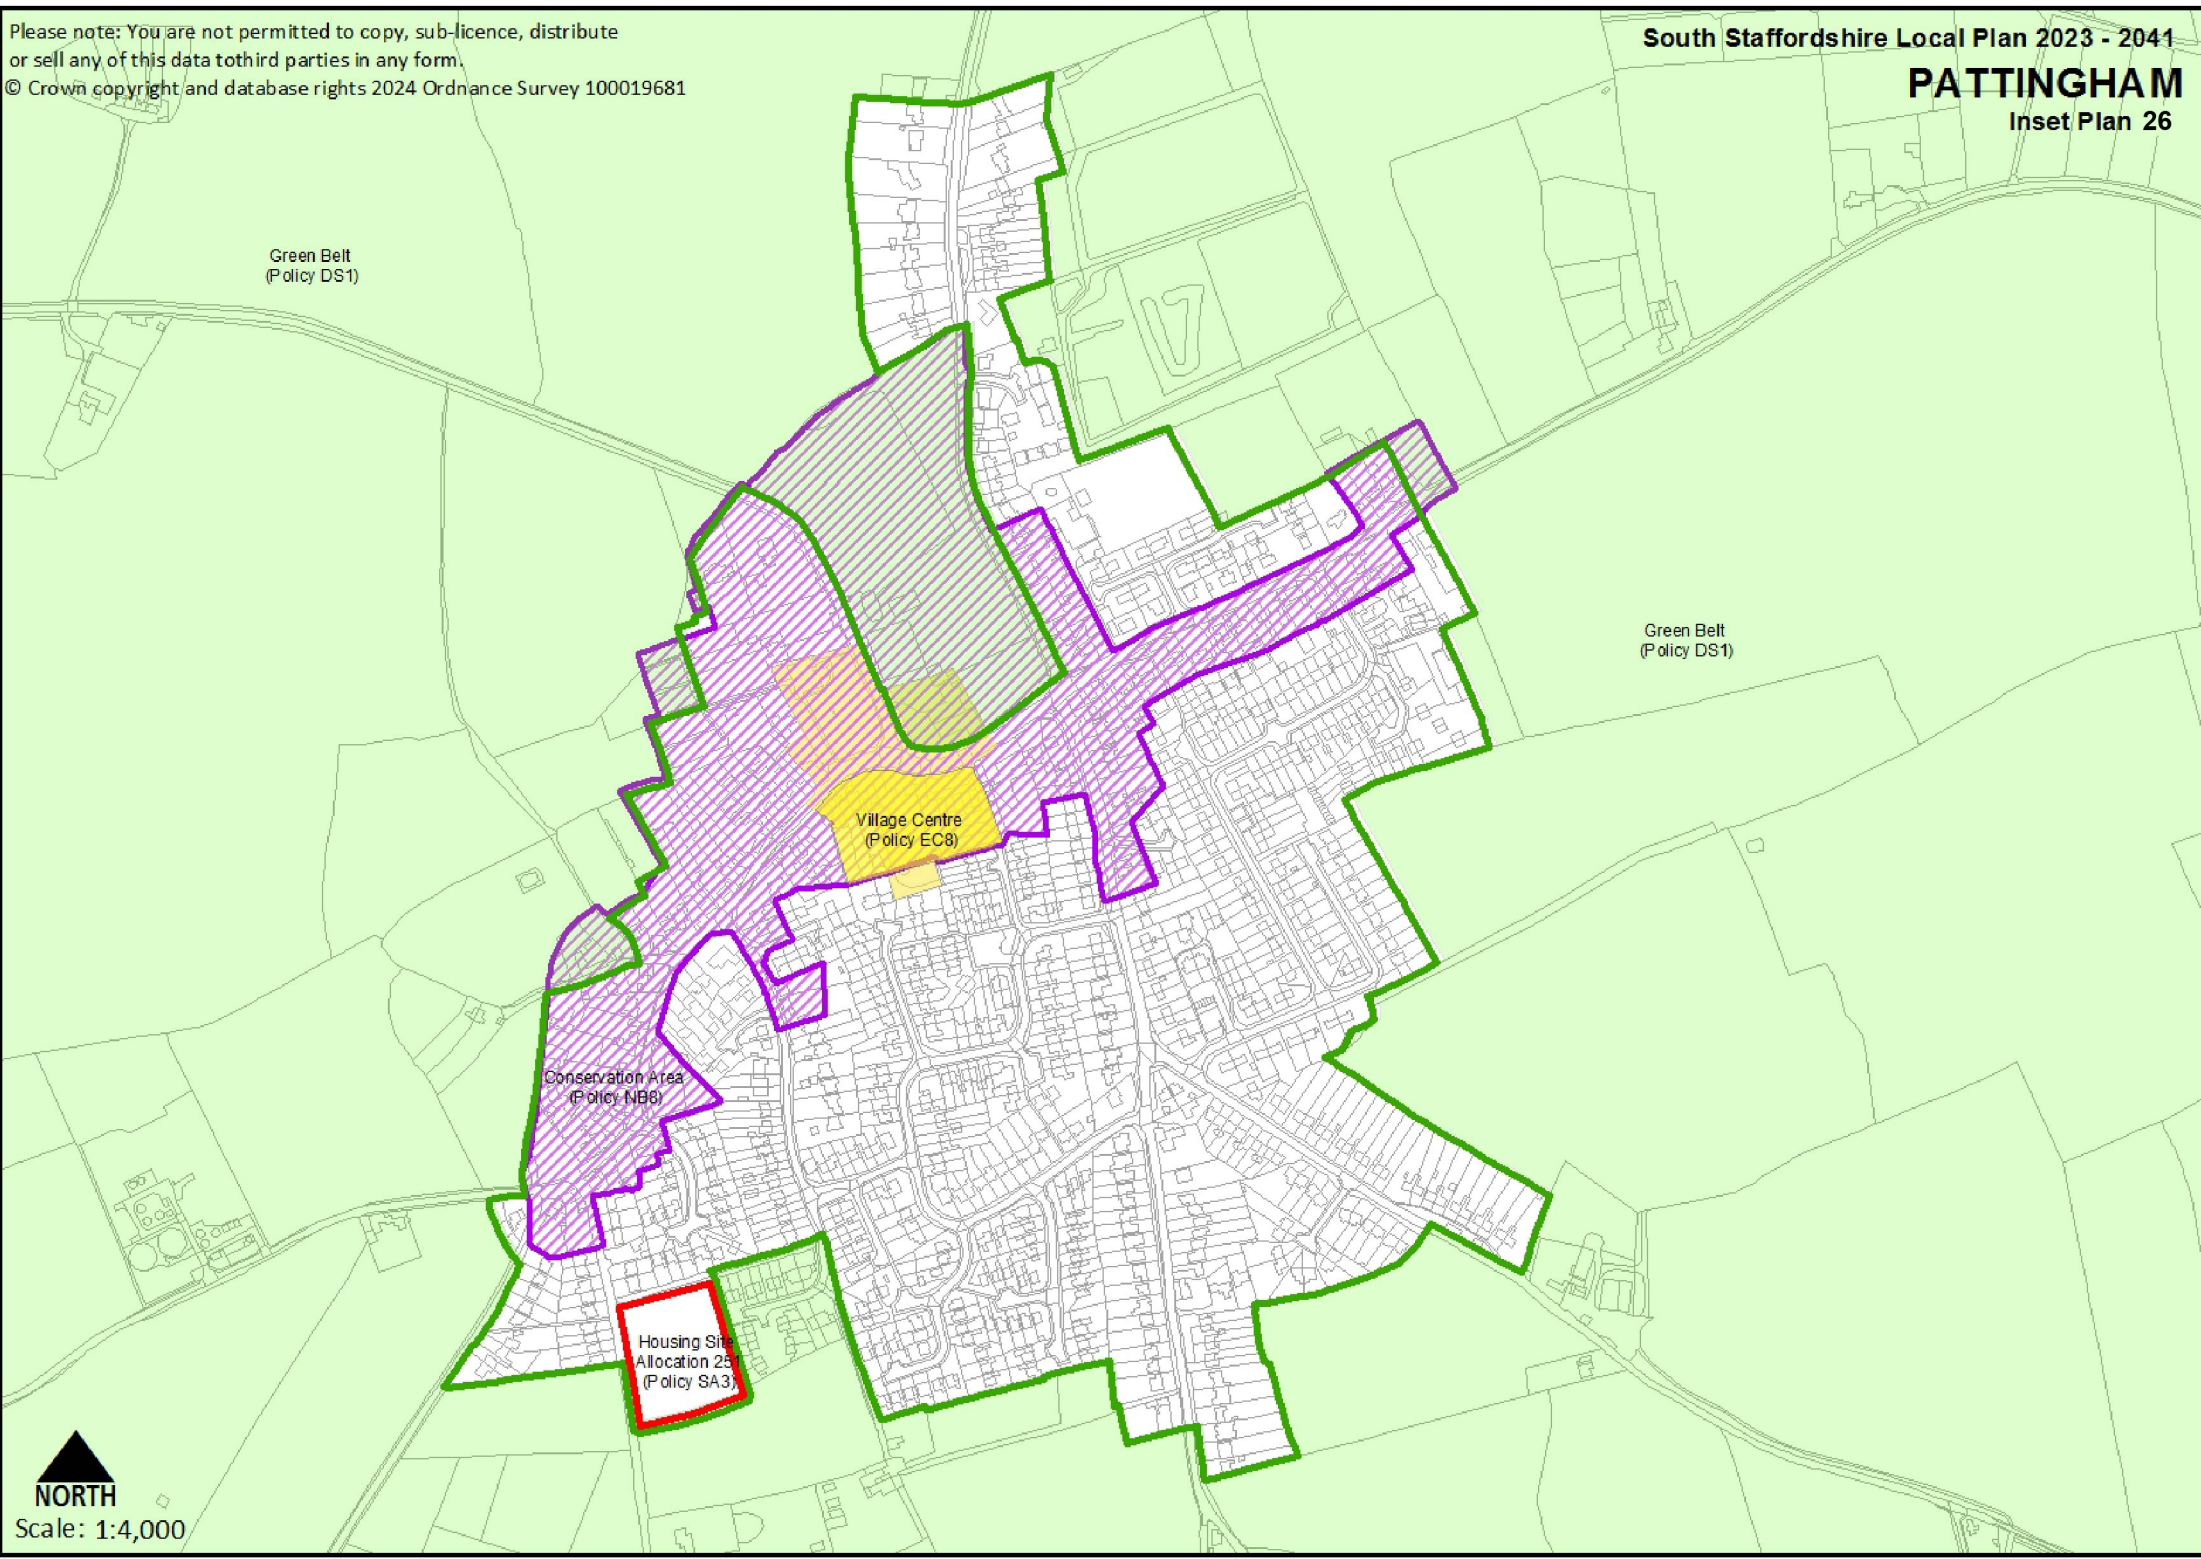 Please note: You are not permitted to copy, sub-licence, distribute
or sell any of this data tothird parties in any form.
© Crown copyright and database rights 2024 Ordnance Survey 100019681
South Staffordshire Local Plan 2023 - 2041
PATTINGHAM
Inset Plan 26
Green Belt
(Policy DS1)
Green Belt
(Policy DS1)
Village Centre
(Policy EC8)
Conservation Area
(Policy NB8)
Housing Site
Allocation 251
(Policy SA3)
NORTH
Scale: 1:4,000